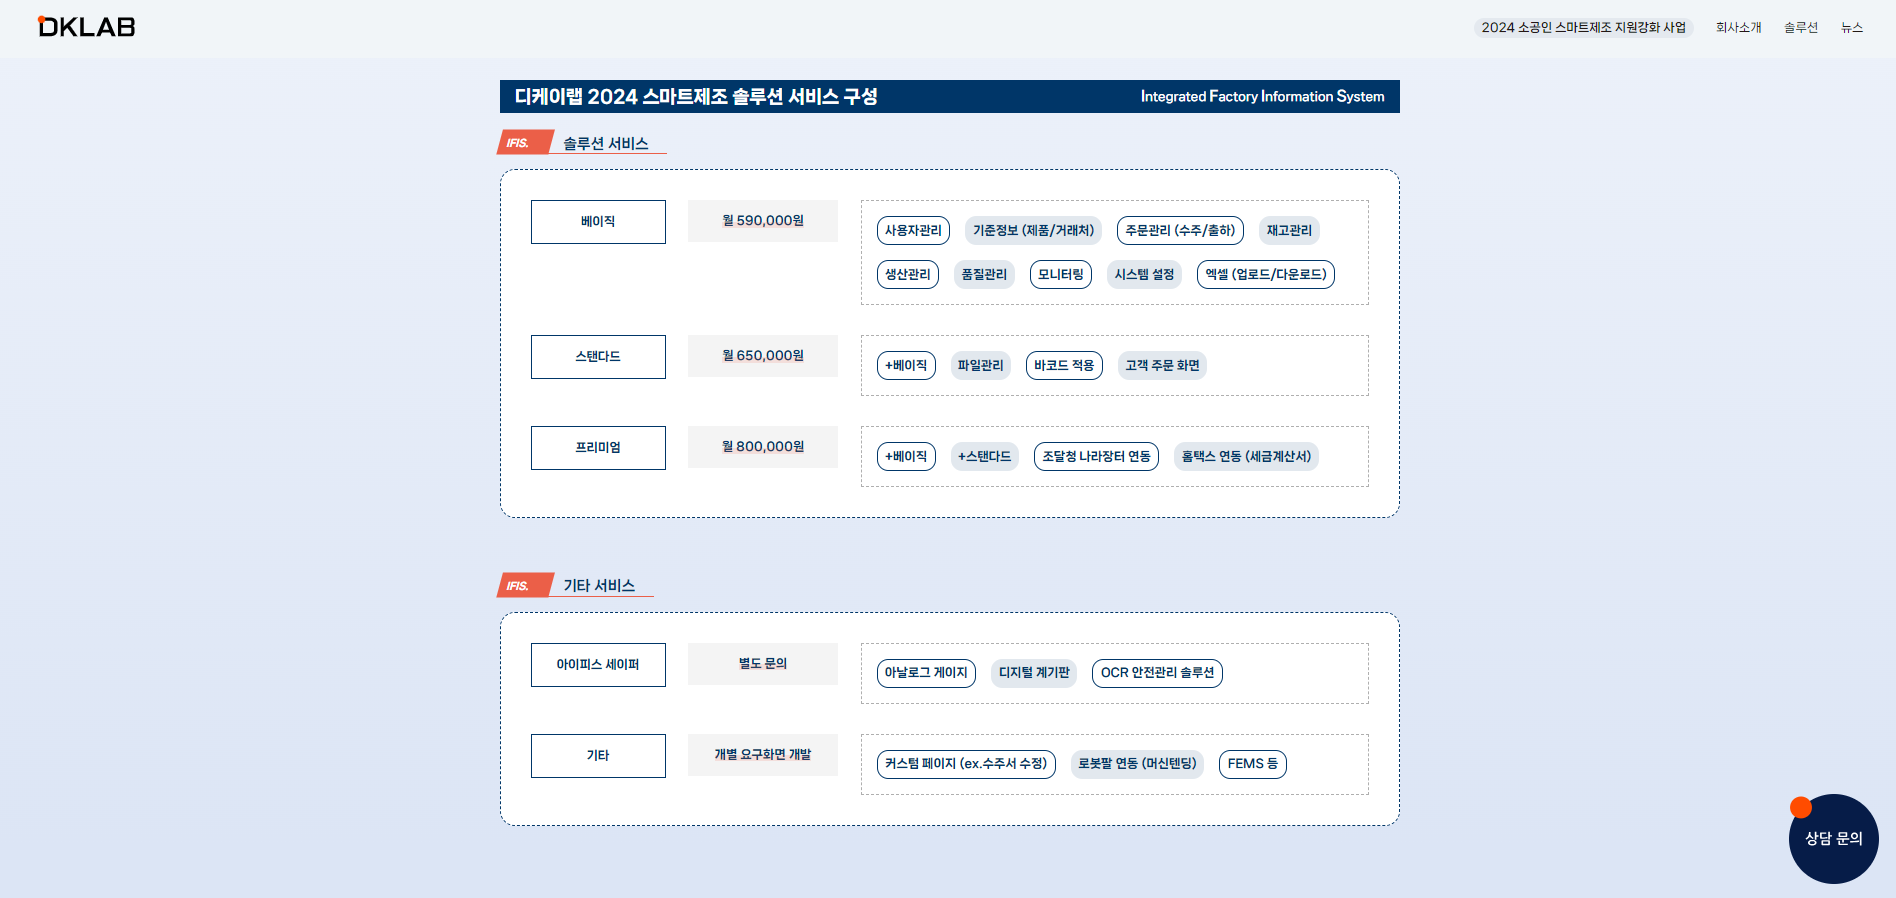 DKLAB
2024 소공인 스마트제조 지원강화 사업 회사소개 솔루션 뉴스
디케이랩 2024 스마트제조 솔루션 서비스 구성 Integrated Factory Information System
IFIS. 솔루션 서비스
베이직 월 590,000원 사용자관리 기준정보 (제품/거래처) 주문관리 (수주/출하) 재고관리
생산관리 품질관리 모니터링 시스템 설정 엑셀 (업로드/다운로드)
스탠다드 월 650,000원 +베이직 파일관리 바코드 적용 고객 주문 화면
프리미엄 월 800,000원 +베이직 +스탠다드 조달청 나라장터 연동 홈택스 연동 (세금계산서)
IFIS. 기타 서비스
아이피스 세이퍼 별도 문의 아날로그 게이지 디지털 계기판 OCR 안전관리 솔루션
기타 개별 요구화면 개발 커스텀 페이지 (ex.수주서 수정) 로봇팔 연동 (머신텐딩) FEMS 등
상담 문의